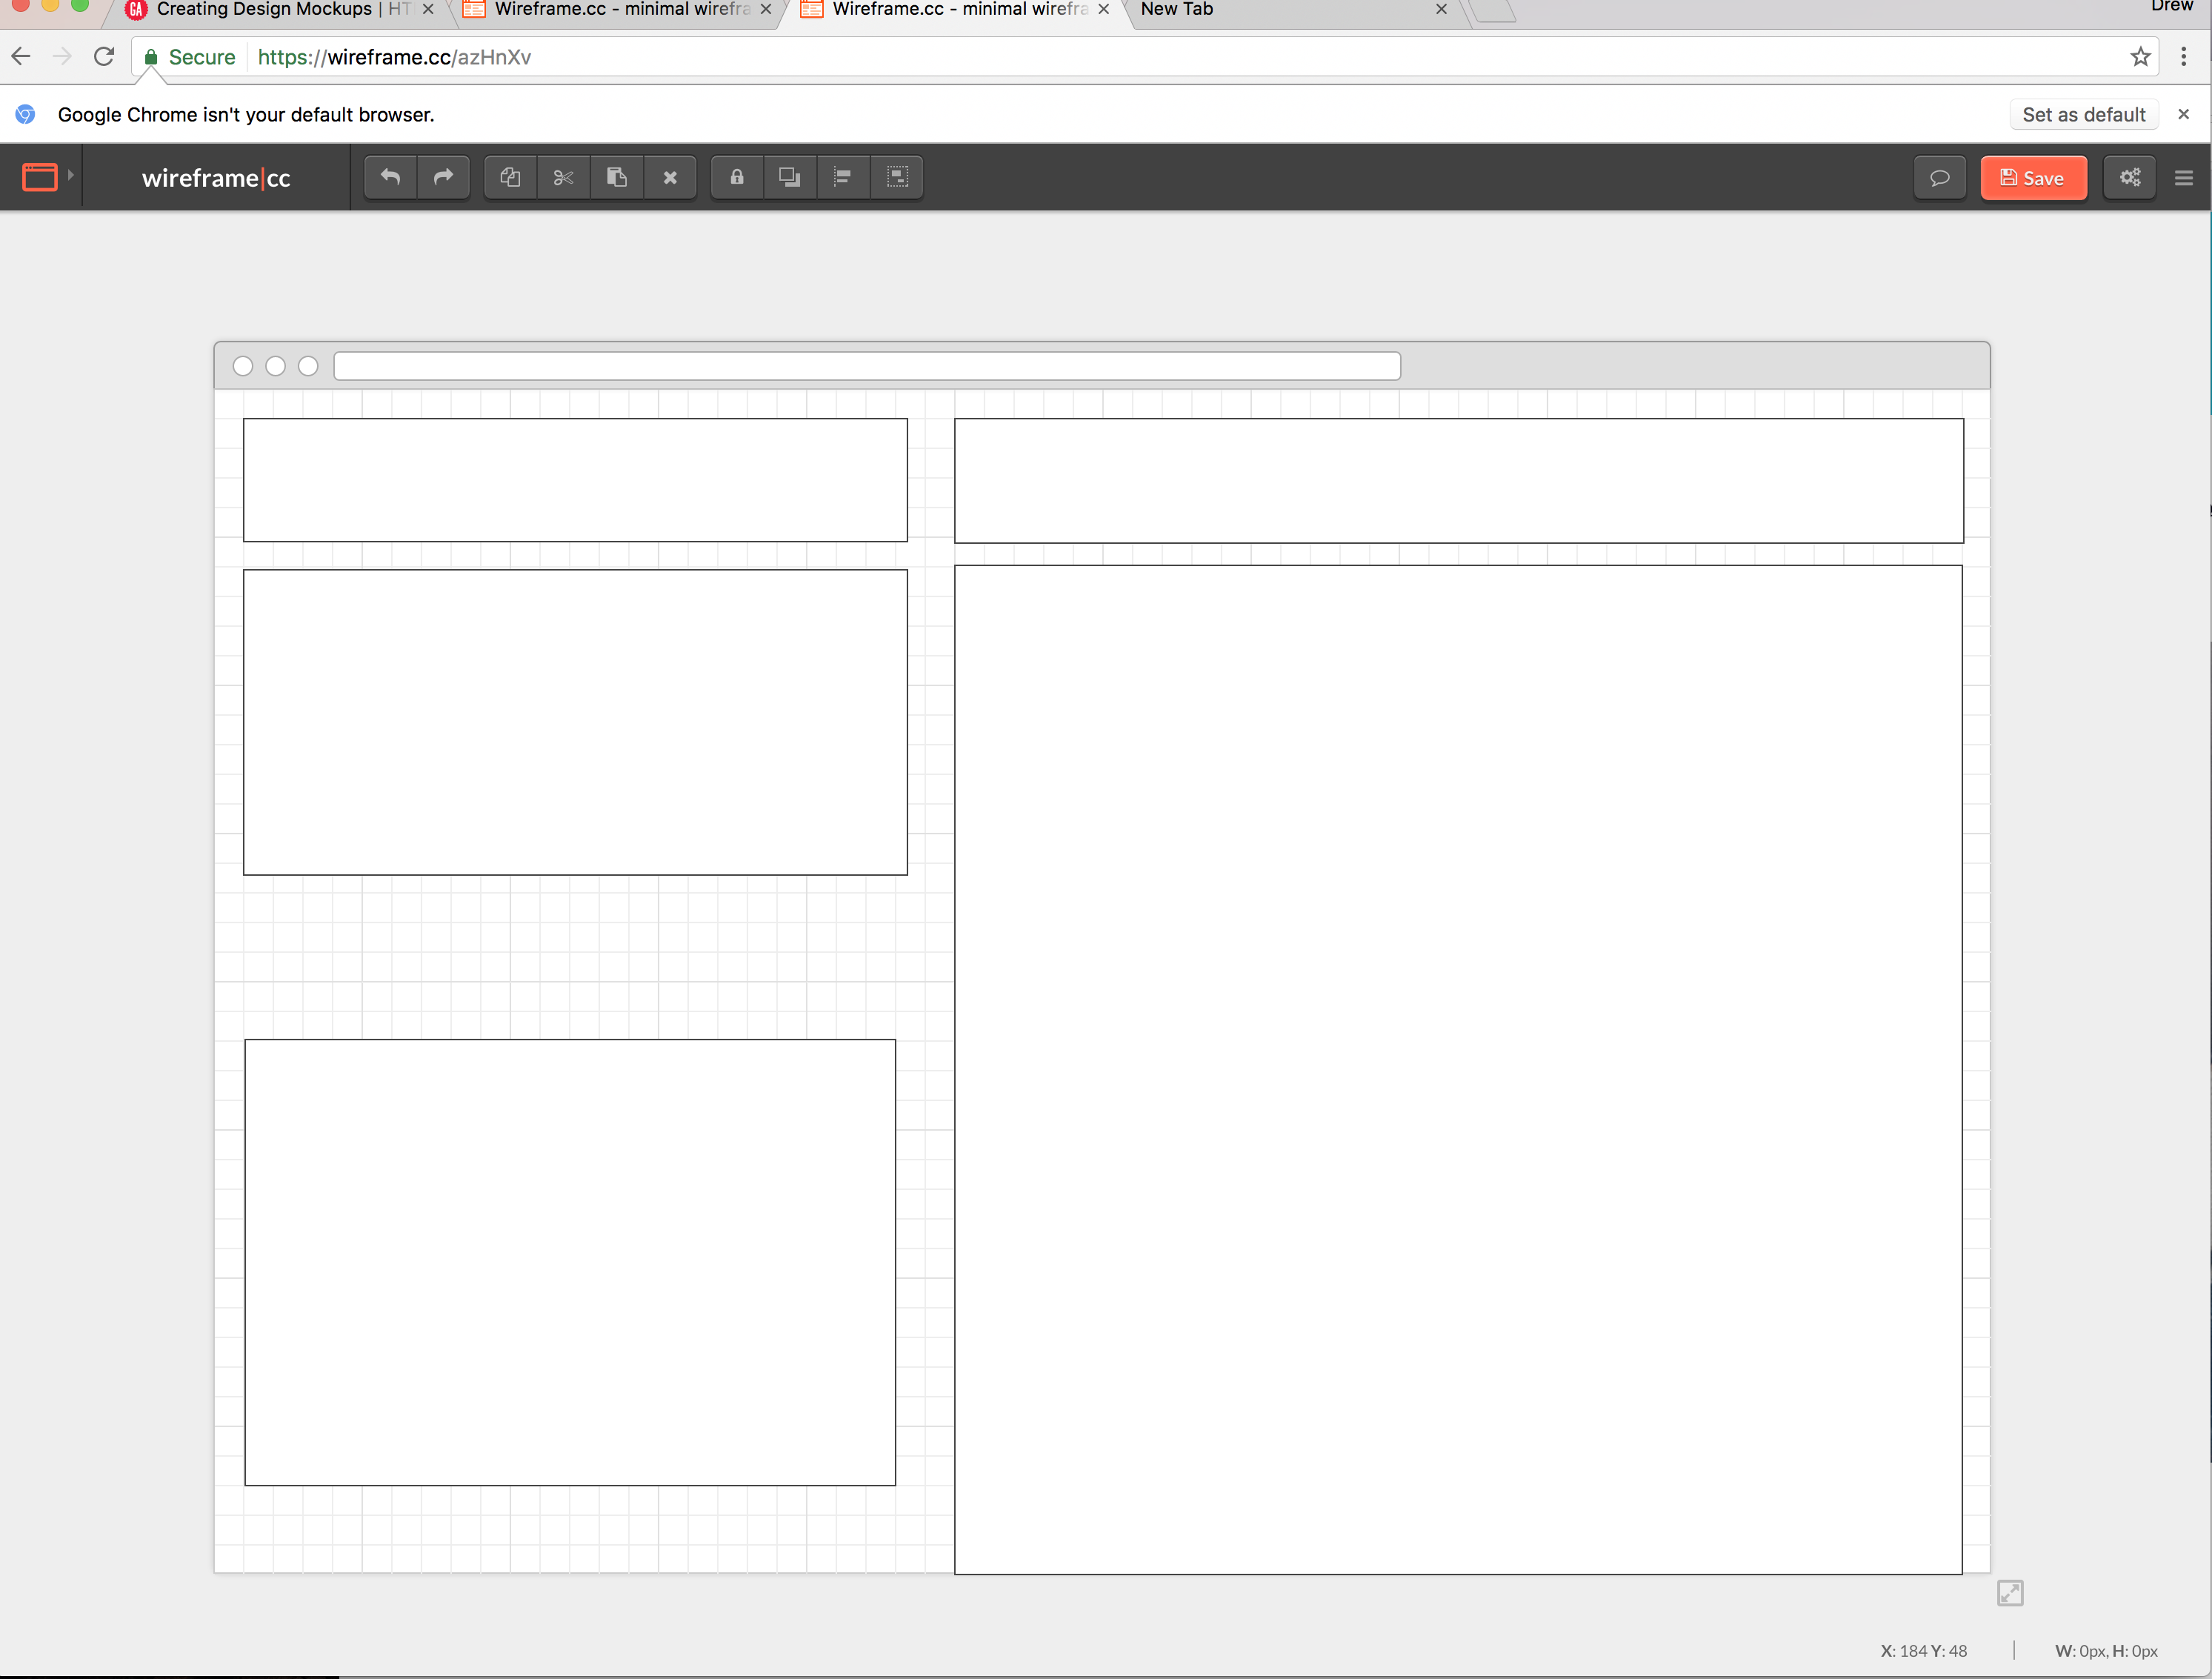 Creating Design Mockups | HT
Wireframe.cc - minimal wirefra
Wireframe.cc - minimal wirefra
New Tab
Drew
Secure https://wireframe.cc/azHnXv
Google Chrome isn't your default browser.
Set as default
wireframe|cc
Save
X: 184 Y: 48
W: 0px, H: 0px